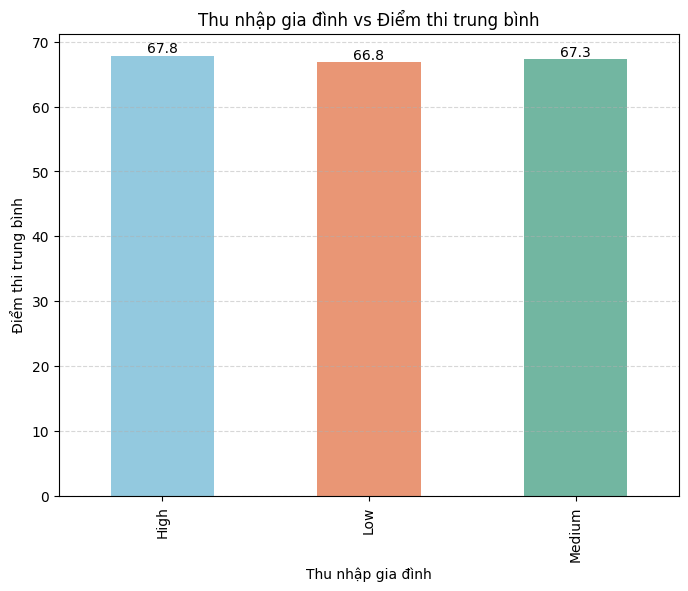 Thu nhập gia đình vs Điểm thi trung bình
67.8
66.8
67.3
70
60
50
40
30
20
10
0
Điểm thi trung bình
High
Low
Medium
Thu nhập gia đình